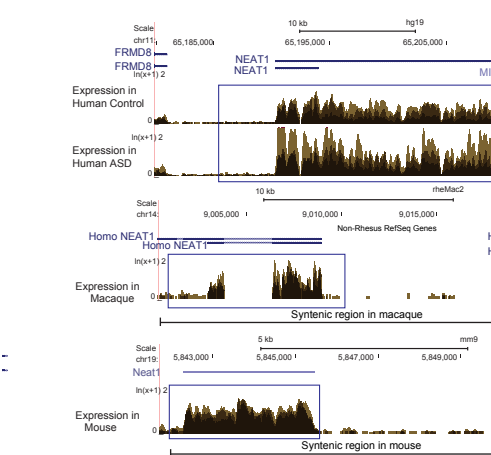 10 kb hg19
Scale
chr11: 65,185,000 65,195,000 65,205,000
FRMD8
NEAT1
FRMD8
NEAT1
ln(x+1) 2
Expression in
Human Control
0
ln(x+1) 2
Expression in
Human ASD
0
10 kb rheMac2
Scale
chr14: 9,005,000 9,010,000 9,015,000
Non-Rhesus RefSeq Genes
Homo NEAT1
Homo NEAT1
ln(x+1) 2
Expression in
Macaque
0
Syntenic region in macaque
5 kb mm9
Scale
chr19: 5,843,000 5,845,000 5,847,000 5,849,000
Neat1
ln(x+1) 2
Expression in
Mouse
0
Syntenic region in mouse